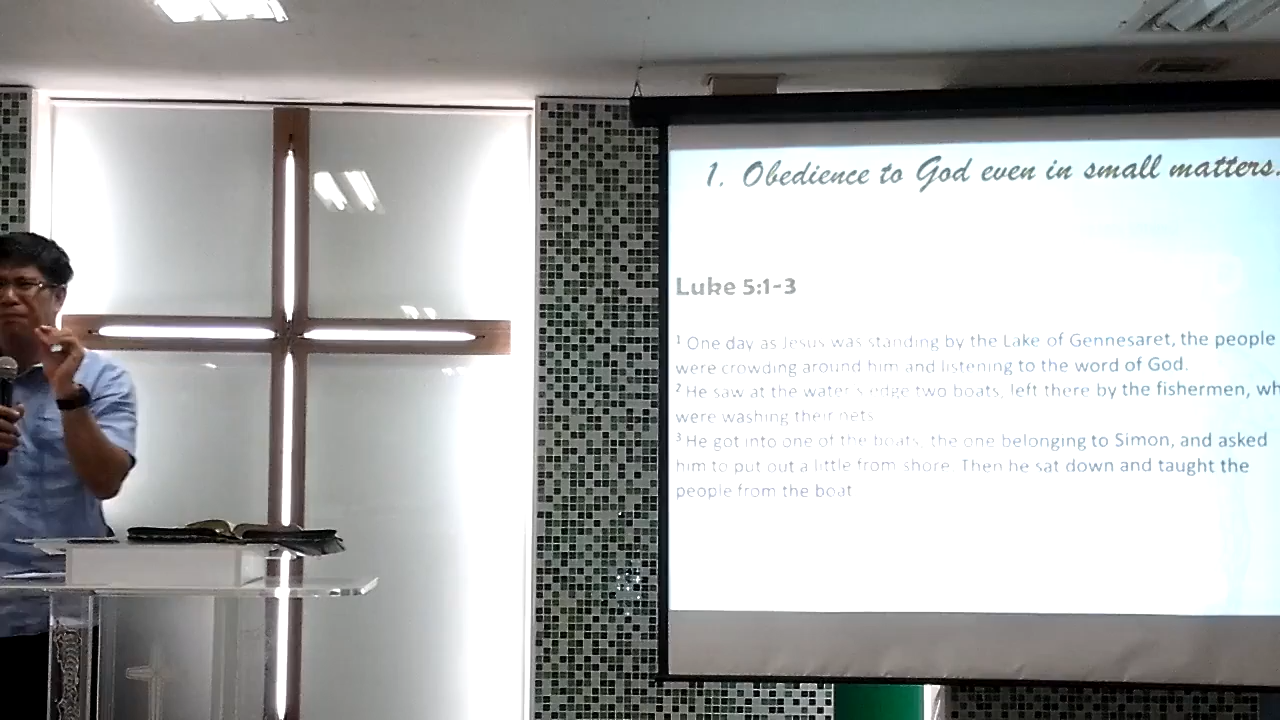 1. Obedience to God even in small matters.
Luke 5:1-3
¹ One day as Jesus was standing by the Lake of Gennesaret, the people
were crowding around him and listening to the word of God.
² He saw at the water's edge two boats, left there by the fishermen, wh
were washing their nets
³ He got into one of the boats, the one belonging to Simon, and asked
him to put out a little from shore. Then he sat down and taught the
people from the boat